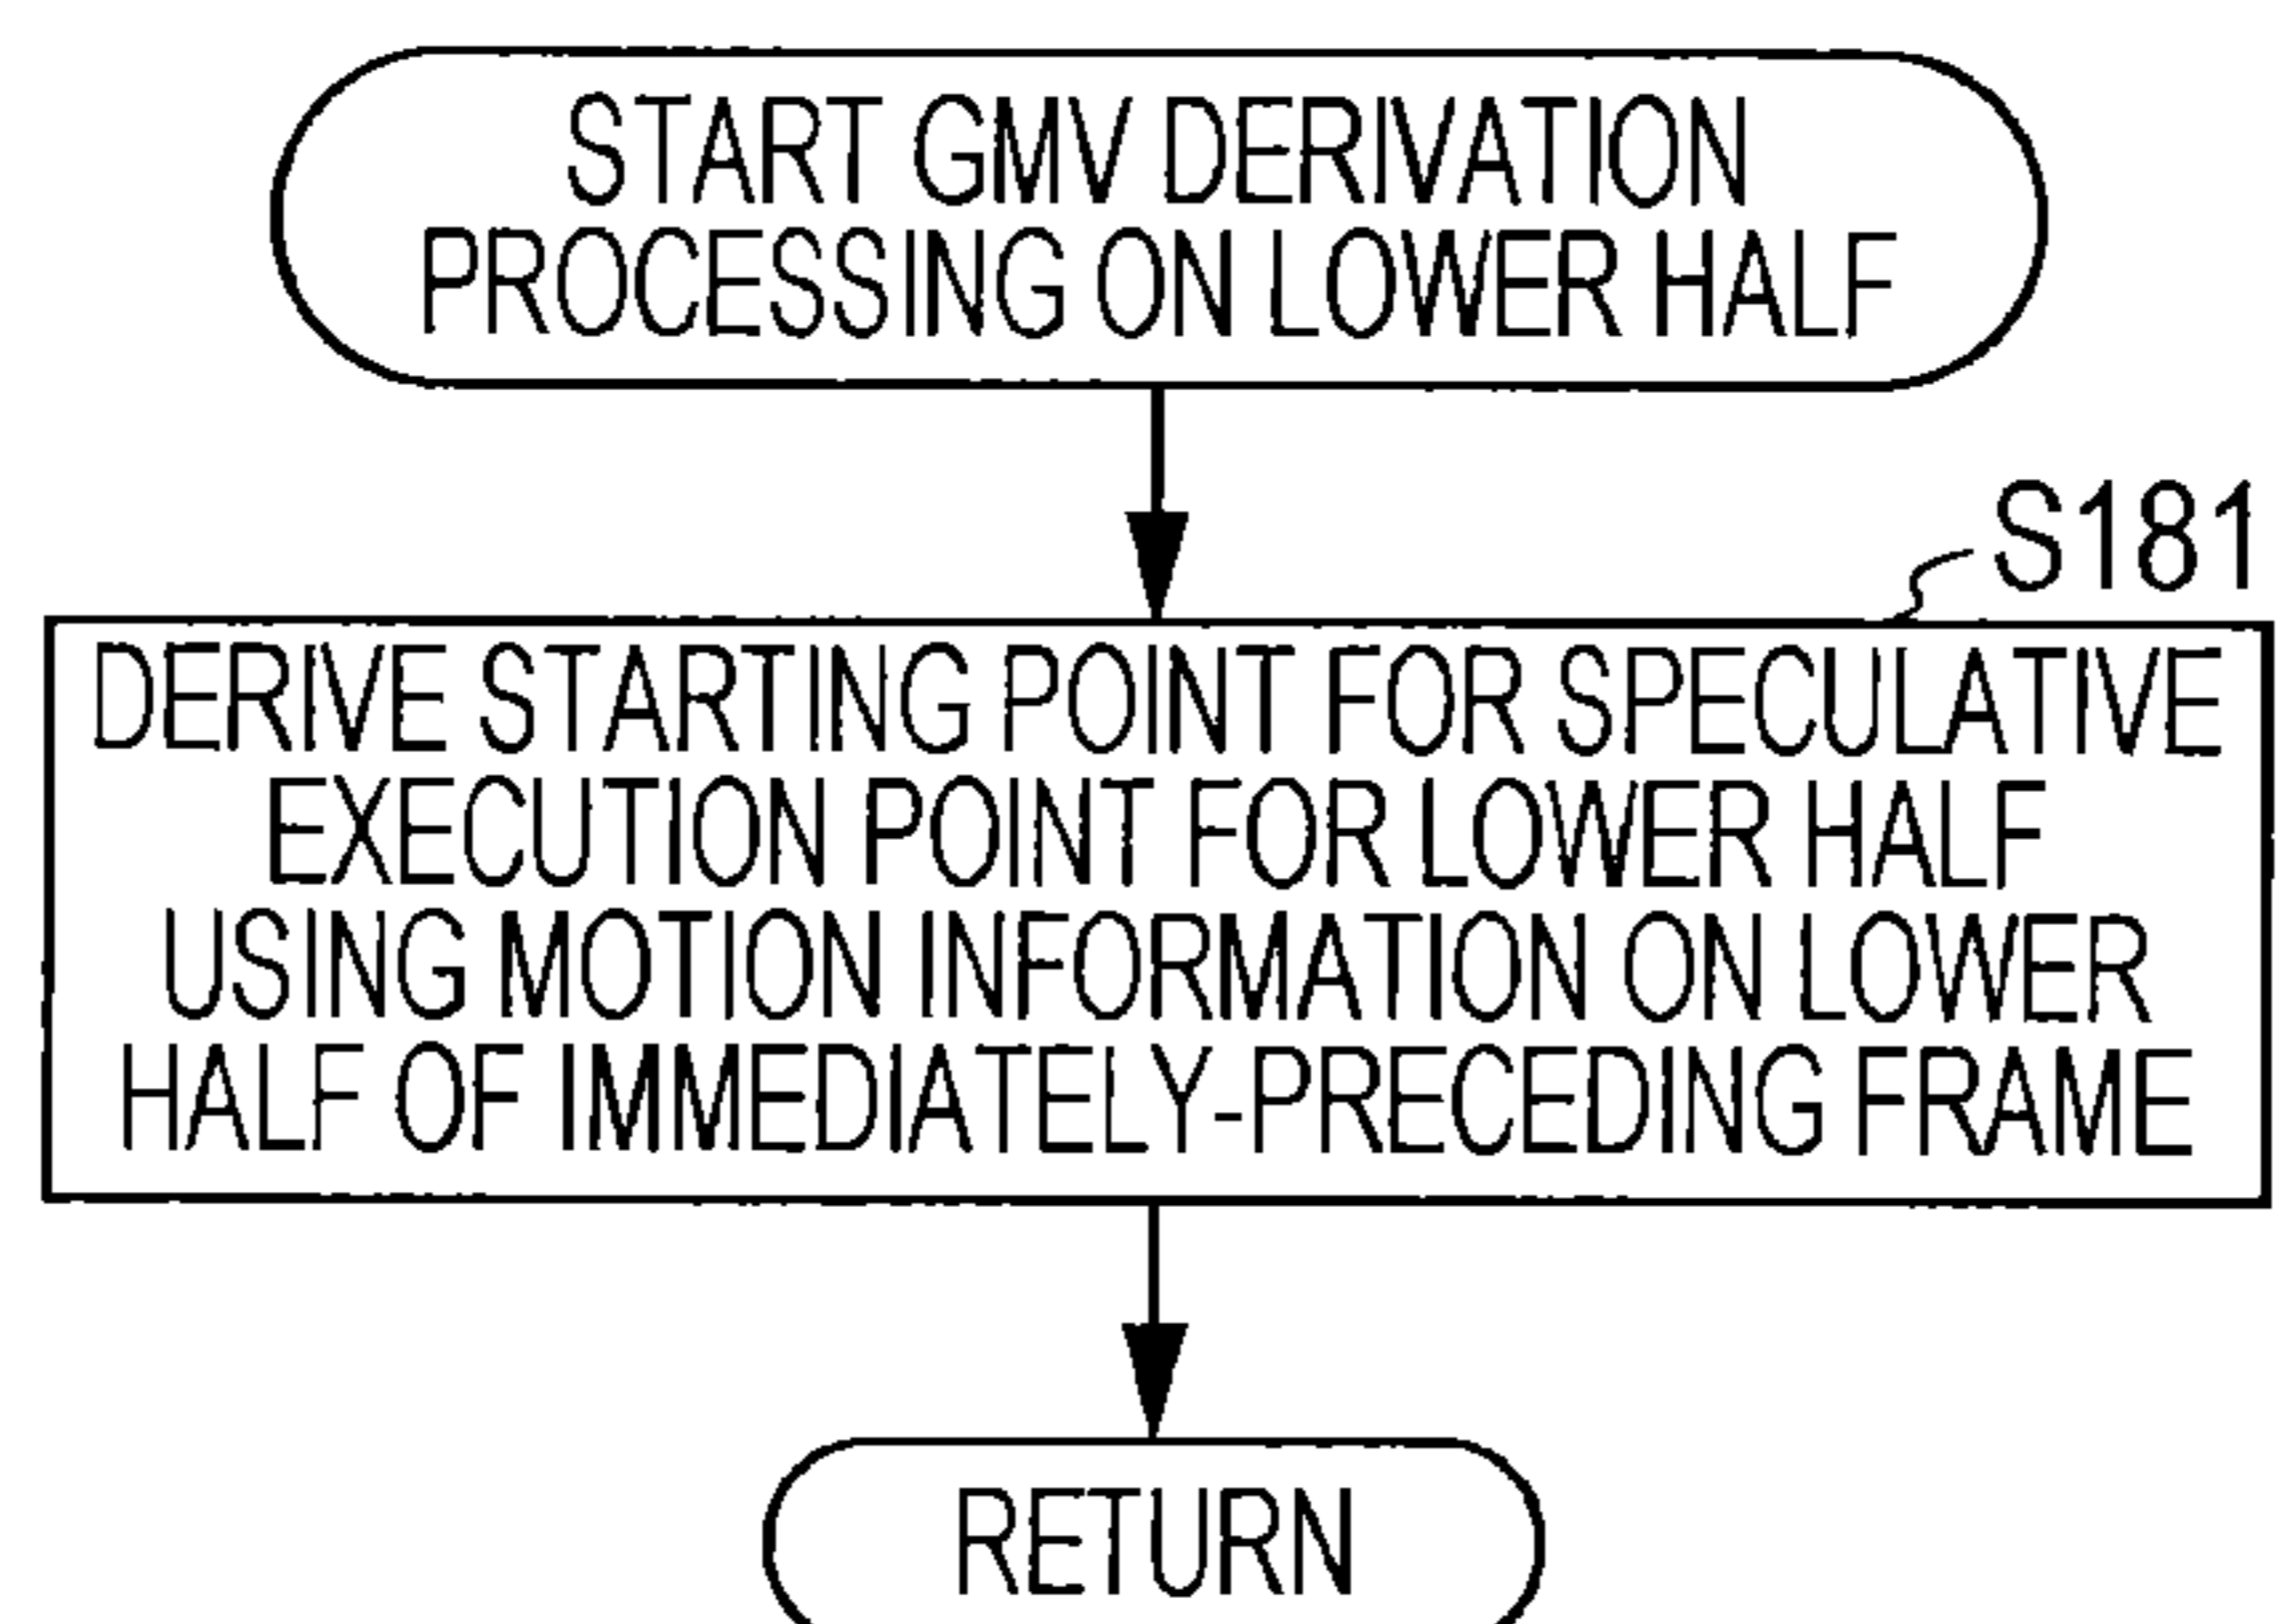 START GMV DERIVATION
PROCESSING ON LOWER HALF
S181
DERIVE STARTING POINT FOR SPECULATIVE
EXECUTION POINT FOR LOWER HALF
USING MOTION INFORMATION ON LOWER
HALF OF IMMEDIATELY-PRECEDING FRAME
RETURN